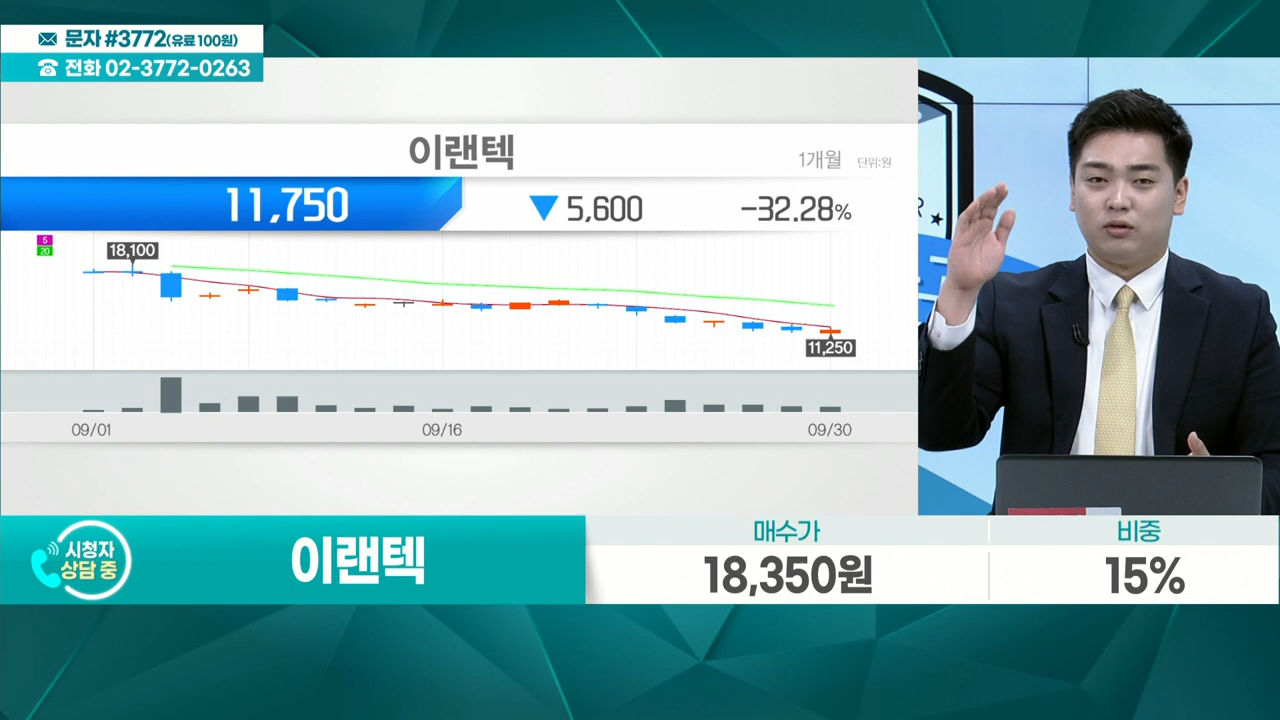 문자 #3772(유료 100원)
전화 02-3772-0263
이랜텍
1개월 단위:원
11,750 ▼ 5,600 -32.28%
5
20
18,100
11,250
09/01 09/16 09/30
시청자
상담 중
이랜텍
매수가 비중
18,350원 15%